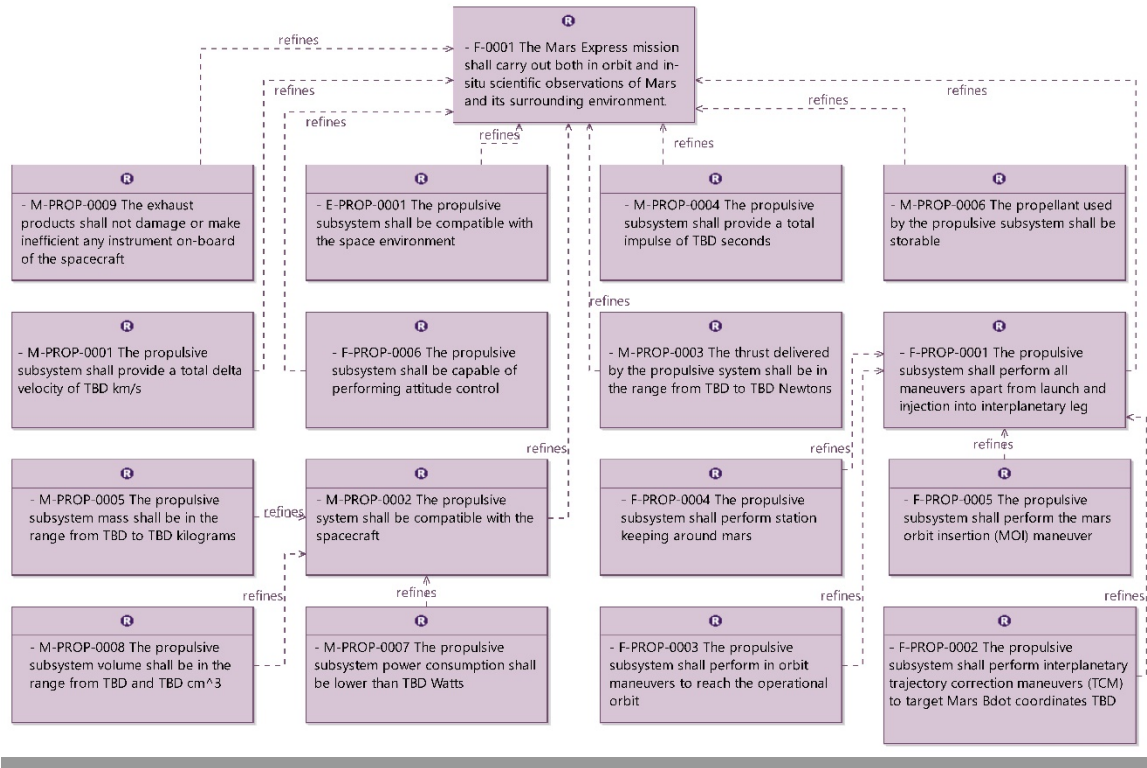 R
refines
- F-0001 The Mars Express mission
shall carry out both in orbit and in-
situ scientific observations of Mars
and its surrounding environment.
refines
refines
refines
refines
refines
refines
R
- M-PROP-0009 The exhaust
products shall not damage or make
inefficient any instrument on-board
of the spacecraft
R
- E-PROP-0001 The propulsive
subsystem shall be compatible with
the space environment
R
- M-PROP-0004 The propulsive
subsystem shall provide a total
impulse of TBD seconds
R
- M-PROP-0006 The propellant used
by the propulsive subsystem shall be
storable
refines
R
- M-PROP-0001 The propulsive
subsystem shall provide a total delta
velocity of TBD km/s
R
- F-PROP-0006 The propulsive
subsystem shall be capable of
performing attitude control
R
- M-PROP-0003 The thrust delivered
by the propulsive system shall be in
the range from TBD to TBD Newtons
R
- F-PROP-0001 The propulsive
subsystem shall perform all
maneuvers apart from launch and
injection into interplanetary leg
refines
refines
refines
R
- M-PROP-0005 The propulsive
subsystem mass shall be in the
range from TBD to TBD kilograms
refines
R
- M-PROP-0002 The propulsive
system shall be compatible with the
spacecraft
R
- F-PROP-0004 The propulsive
subsystem shall perform station
keeping around mars
R
- F-PROP-0005 The propulsive
subsystem shall perform the mars
orbit insertion (MOI) maneuver
refines
refines
refines
refines
R
- M-PROP-0008 The propulsive
subsystem volume shall be in the
range from TBD and TBD cm^3
R
- M-PROP-0007 The propulsive
subsystem power consumption shall
be lower than TBD Watts
R
- F-PROP-0003 The propulsive
subsystem shall perform in orbit
maneuvers to reach the operational
orbit
R
- F-PROP-0002 The propulsive
subsystem shall perform interplanetary
trajectory correction maneuvers (TCM)
to target Mars Bdot coordinates TBD